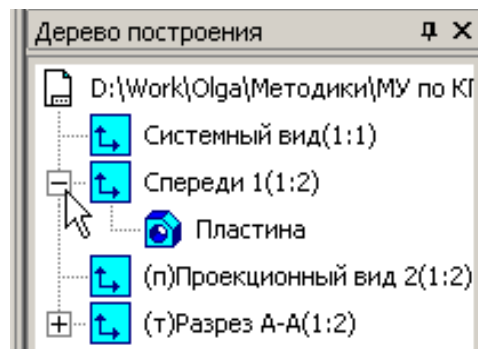 Дерево построения
D:\Work\Olga\Методики\МУ по
Системный вид(1:1)
Спереди 1(1:2)
Пластина
(п)Проекционный вид 2(1:2)
(т)Разрез А-А(1:2)